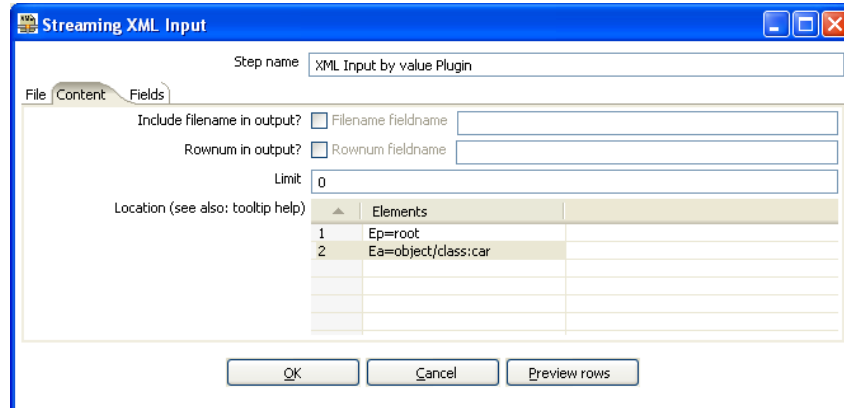 Streaming XML Input
Step name XML Input by value Plugin
File Content Fields
Include filename in output? Filename fieldname
Rownum in output? Rownum fieldname
Limit 0
Location (see also: tooltip help) Elements
1 Ep=root
2 Ea=object/class:car
OK Cancel Preview rows